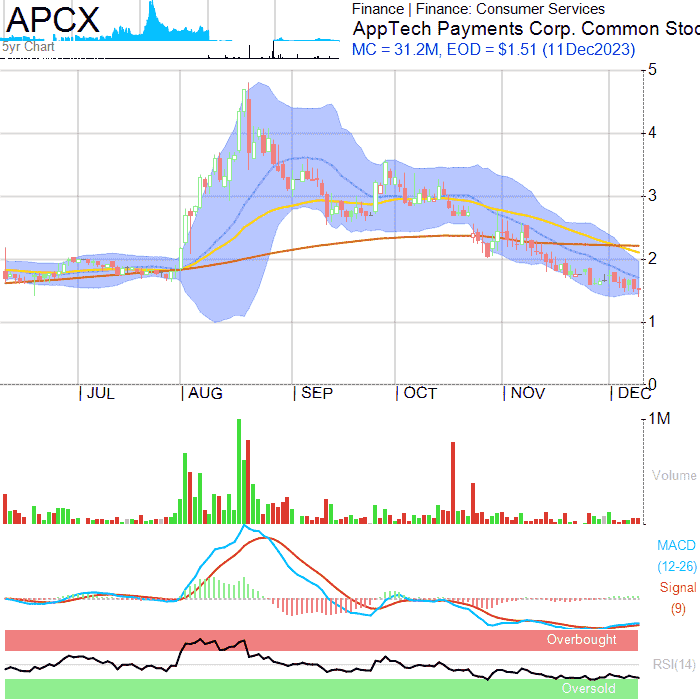 APCX
5yr Chart
Finance | Finance: Consumer Services
AppTech Payments Corp. Common Stoc
MC = 31.2M, EOD = $1.51 (11Dec2023)
5
4
3
2
1
0
JUL AUG SEP OCT NOV DEC
1M
Volume
MACD
(12-26)
Signal
(9)
Overbought
RSI(14)
Oversold